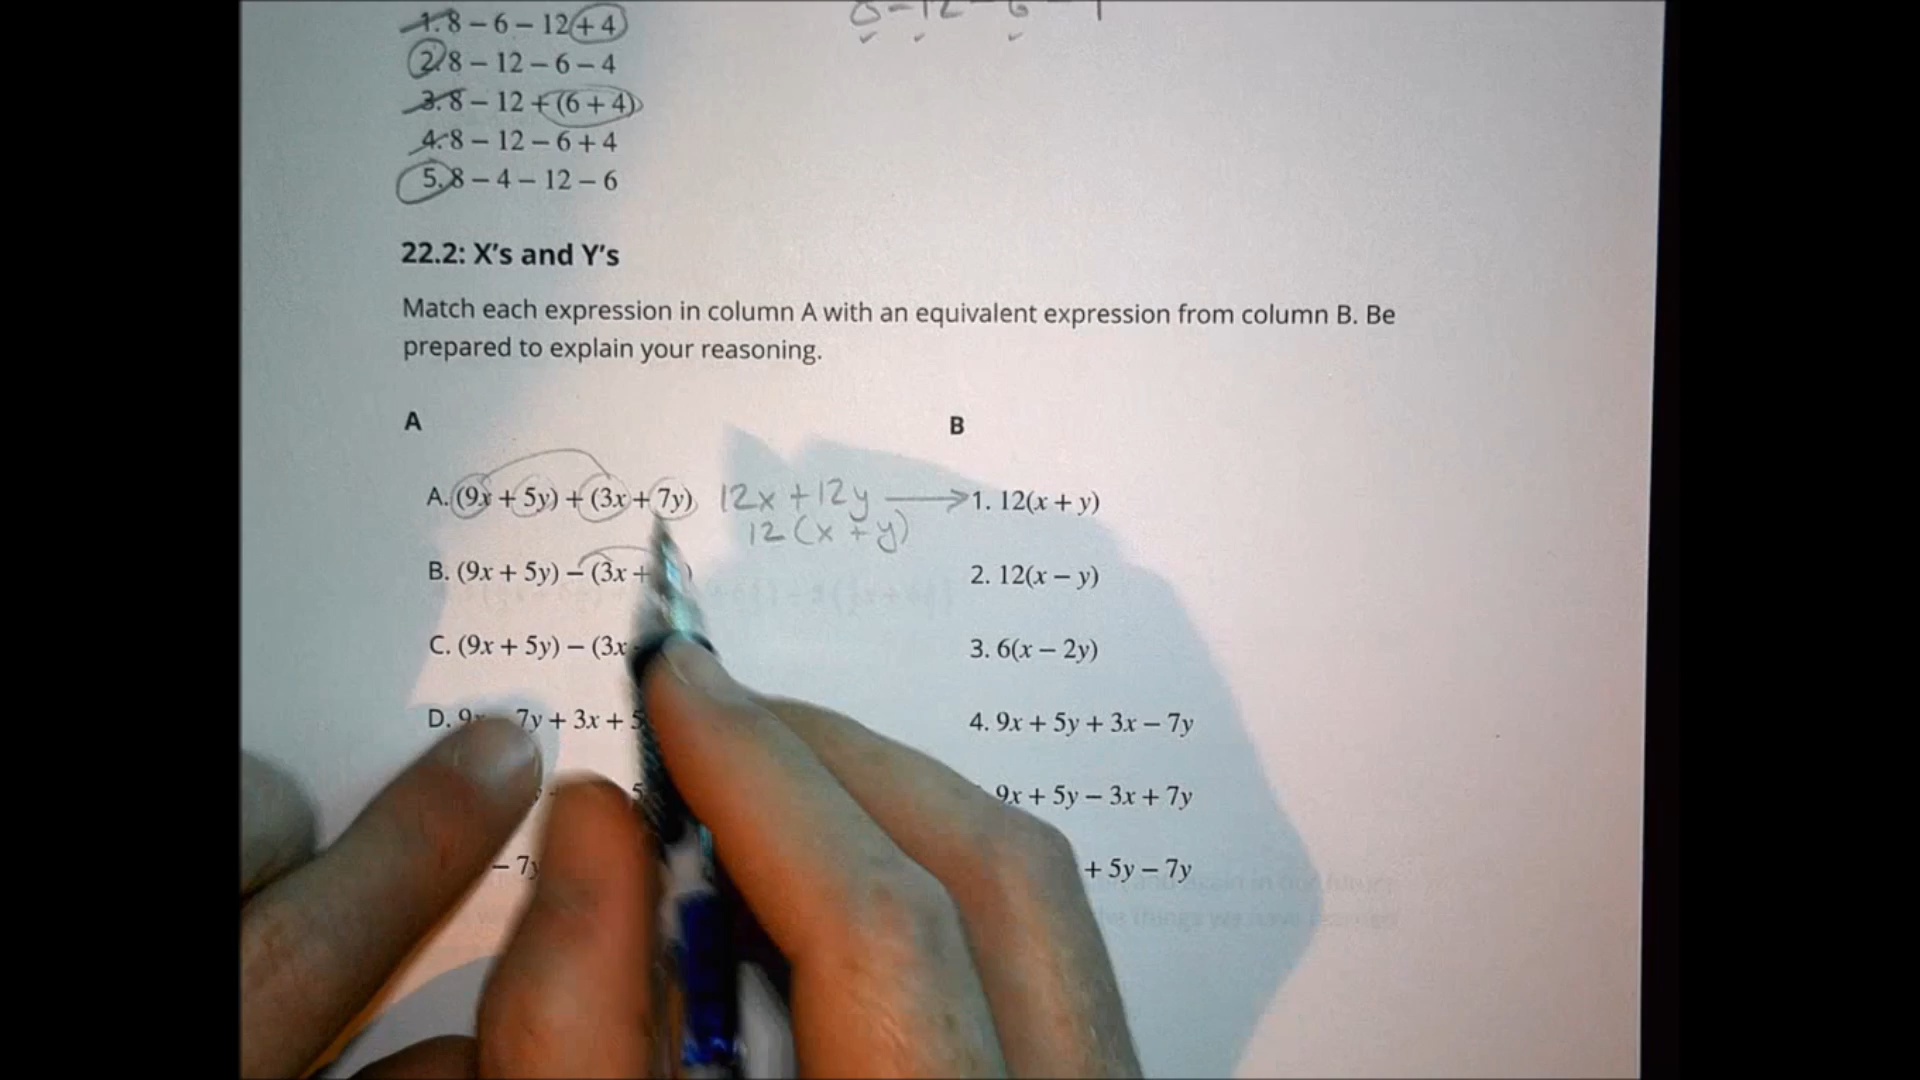 1. 8 – 6 – 12 + 4
2. 8 – 12 – 6 – 4
3. 8 – 12 + (6 + 4)
4. 8 – 12 – 6 + 4
5. 8 – 4 – 12 – 6
22.2: X's and Y's
Match each expression in column A with an equivalent expression from column B. Be
prepared to explain your reasoning.
A B
A. (9x + 5y) + (3x + 7y) 12x + 12y → 1. 12(x + y)
12(x + y)
B. (9x + 5y) – (3x + ) 2. 12(x – y)
C. (9x + 5y) – (3x 3. 6(x – 2y)
D. 7y + 3x + 5 4. 9x + 5y + 3x – 7y
5 9x + 5y – 3x + 7y
– 7y + 5y – 7y